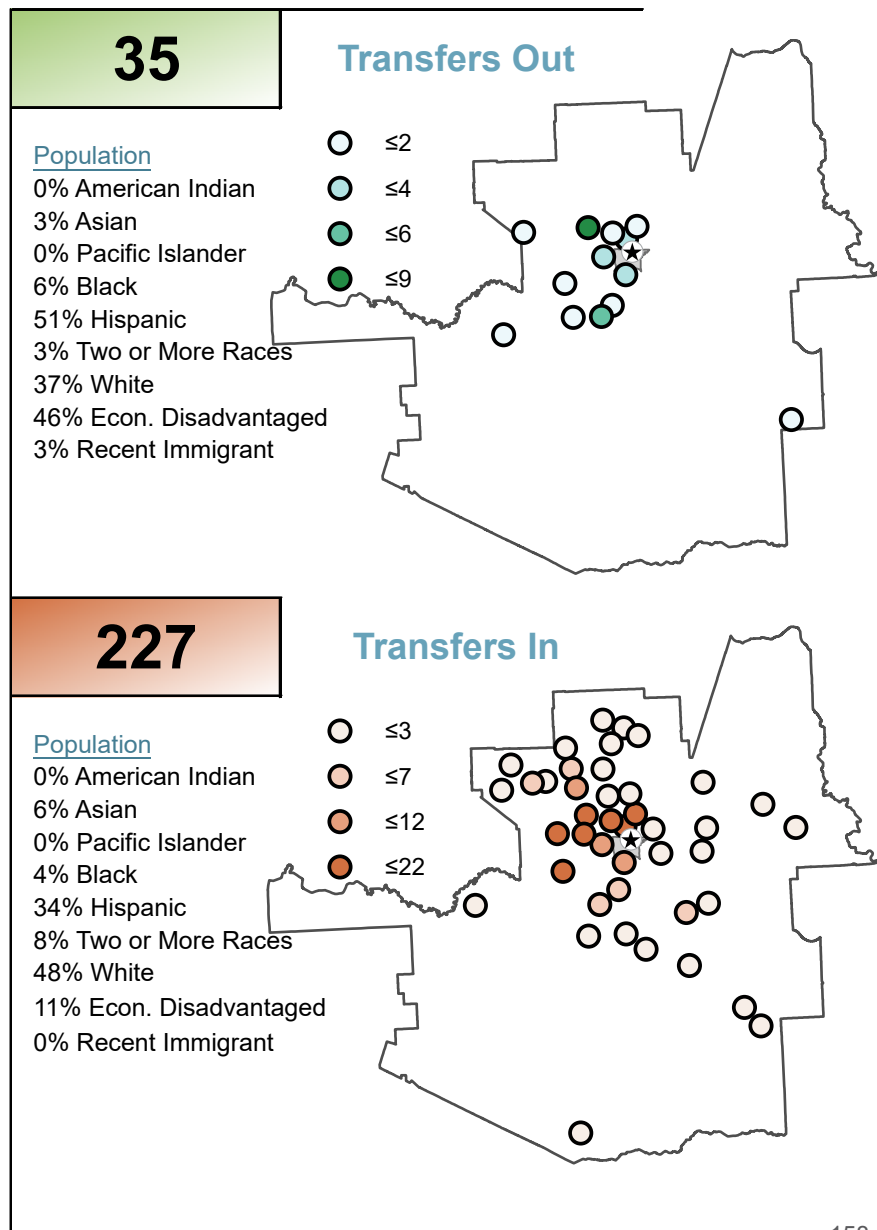 35
Transfers Out
Population
0% American Indian
3% Asian
0% Pacific Islander
6% Black
51% Hispanic
3% Two or More Races
37% White
46% Econ. Disadvantaged
3% Recent Immigrant
≤2
≤4
≤6
≤9
227
Transfers In
Population
0% American Indian
6% Asian
0% Pacific Islander
4% Black
34% Hispanic
8% Two or More Races
48% White
11% Econ. Disadvantaged
0% Recent Immigrant
≤3
≤7
≤12
≤22